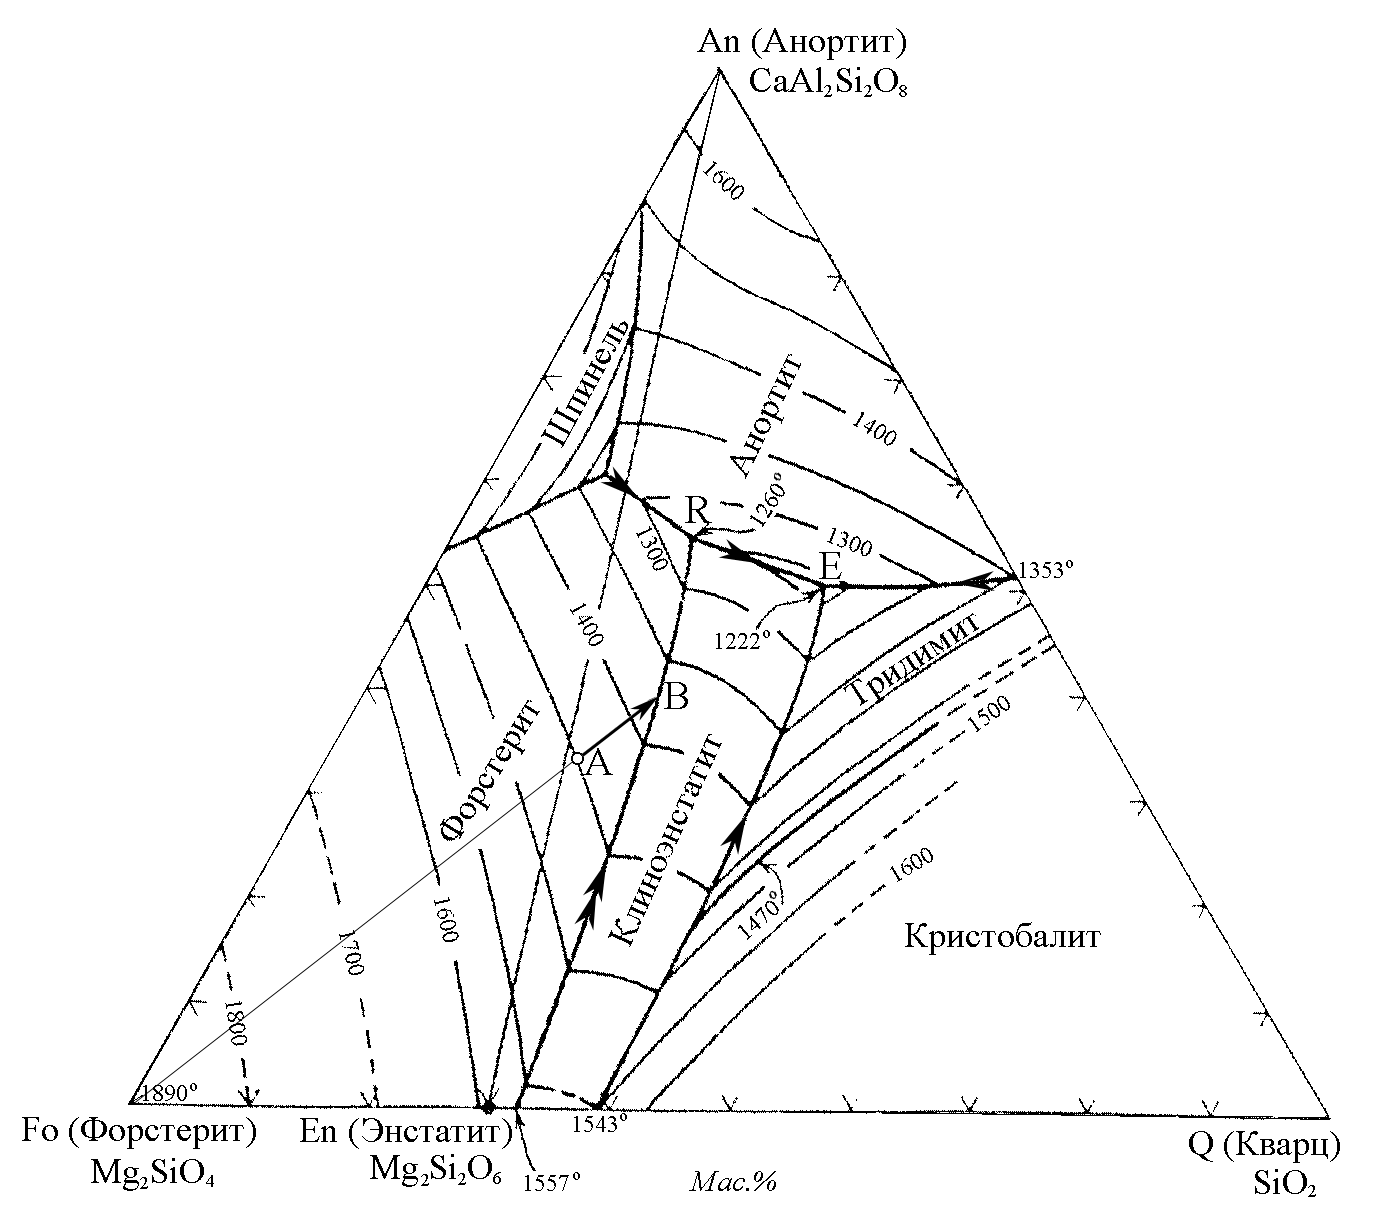 An (Анортит)
CaAl₂Si₂O₈
1600
Шпинель
Анортит
1400
R
1260°
1300
1300
E
1353°
1222°
1400
Тридимит
B
1500
A
Форстерит
Клиноэнстатит
1600
1470°
1600
1700
Кристобалит
1800
1890°
1543°
Fo (Форстерит)
Mg₂SiO₄
En (Энстатит)
Mg₂Si₂O₆
1557°
Мас.%
Q (Кварц)
SiO₂